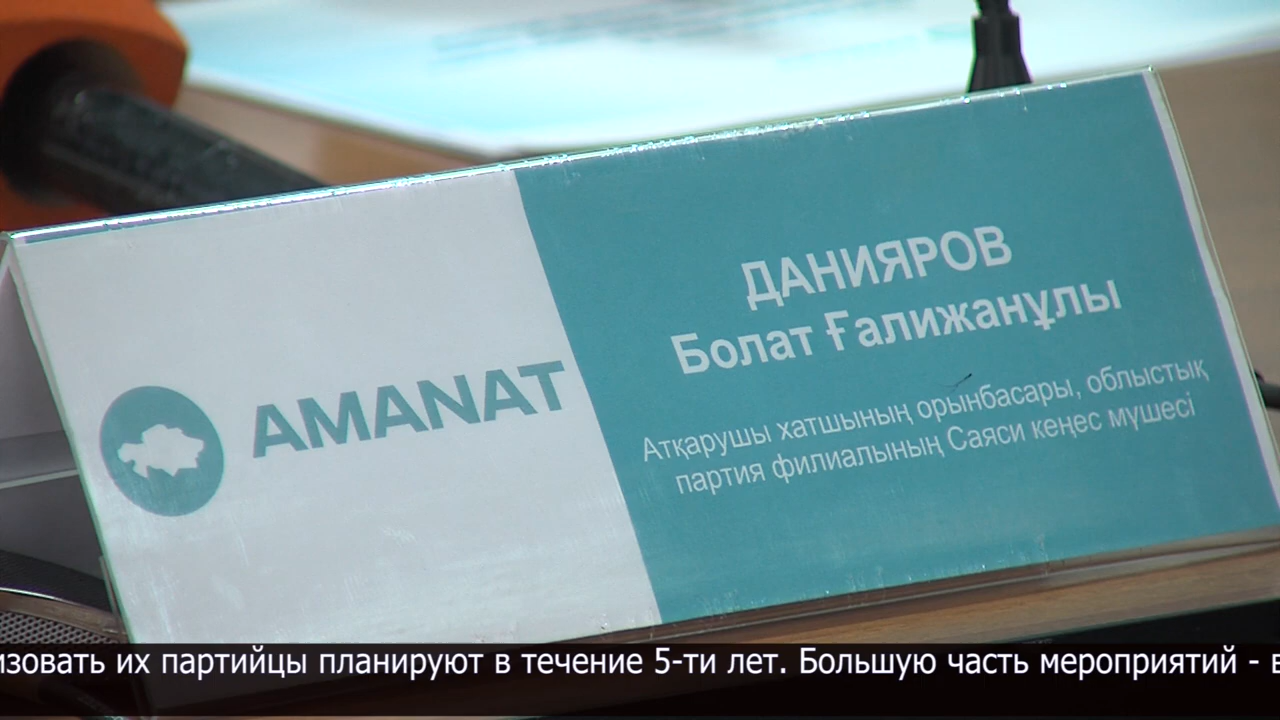 AMANAT
ДАНИЯРОВ
Болат Ғалижанұлы
Атқарушы хатшының орынбасары, облыстық
партия филиалының Саяси кеңес мүшесі
изовать их партийцы планируют в течение 5-ти лет. Большую часть мероприятий - в